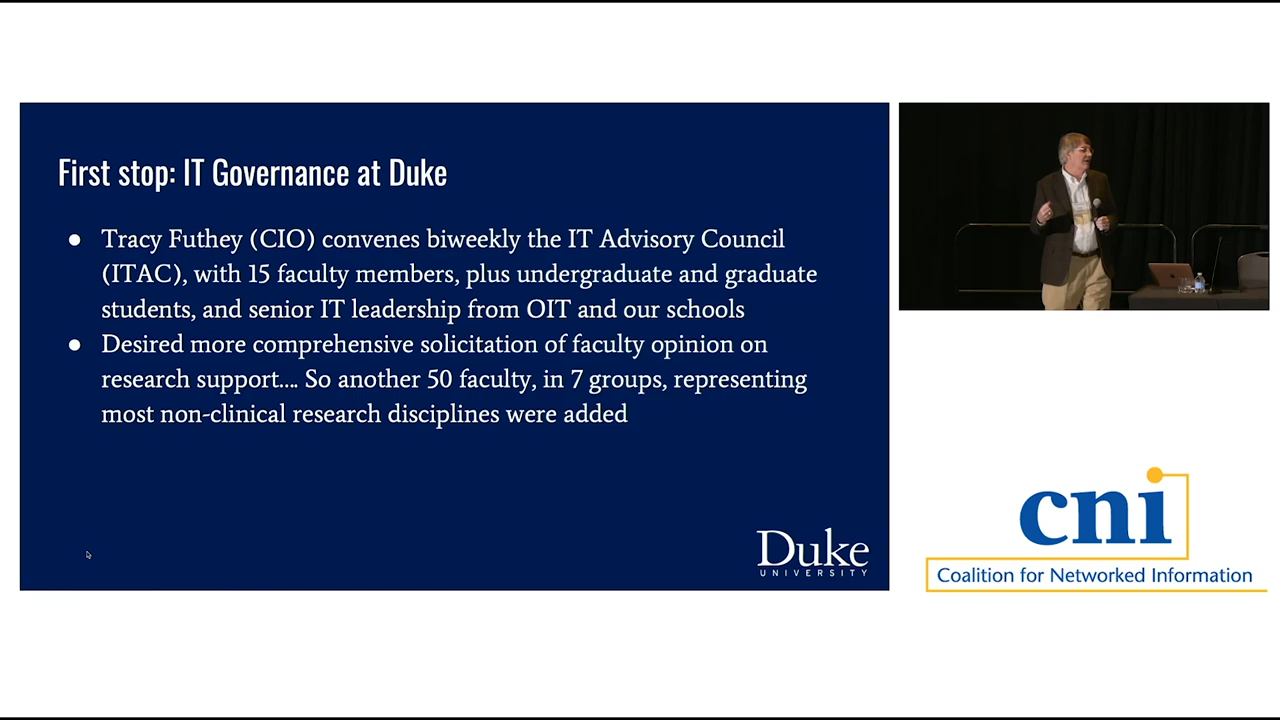 First stop: IT Governance at Duke
● Tracy Futhey (CIO) convenes biweekly the IT Advisory Council
(ITAC), with 15 faculty members, plus undergraduate and graduate
students, and senior IT leadership from OIT and our schools
● Desired more comprehensive solicitation of faculty opinion on
research support.... So another 50 faculty, in 7 groups, representing
most non-clinical research disciplines were added
Duke
UNIVERSITY
cni
Coalition for Networked Information